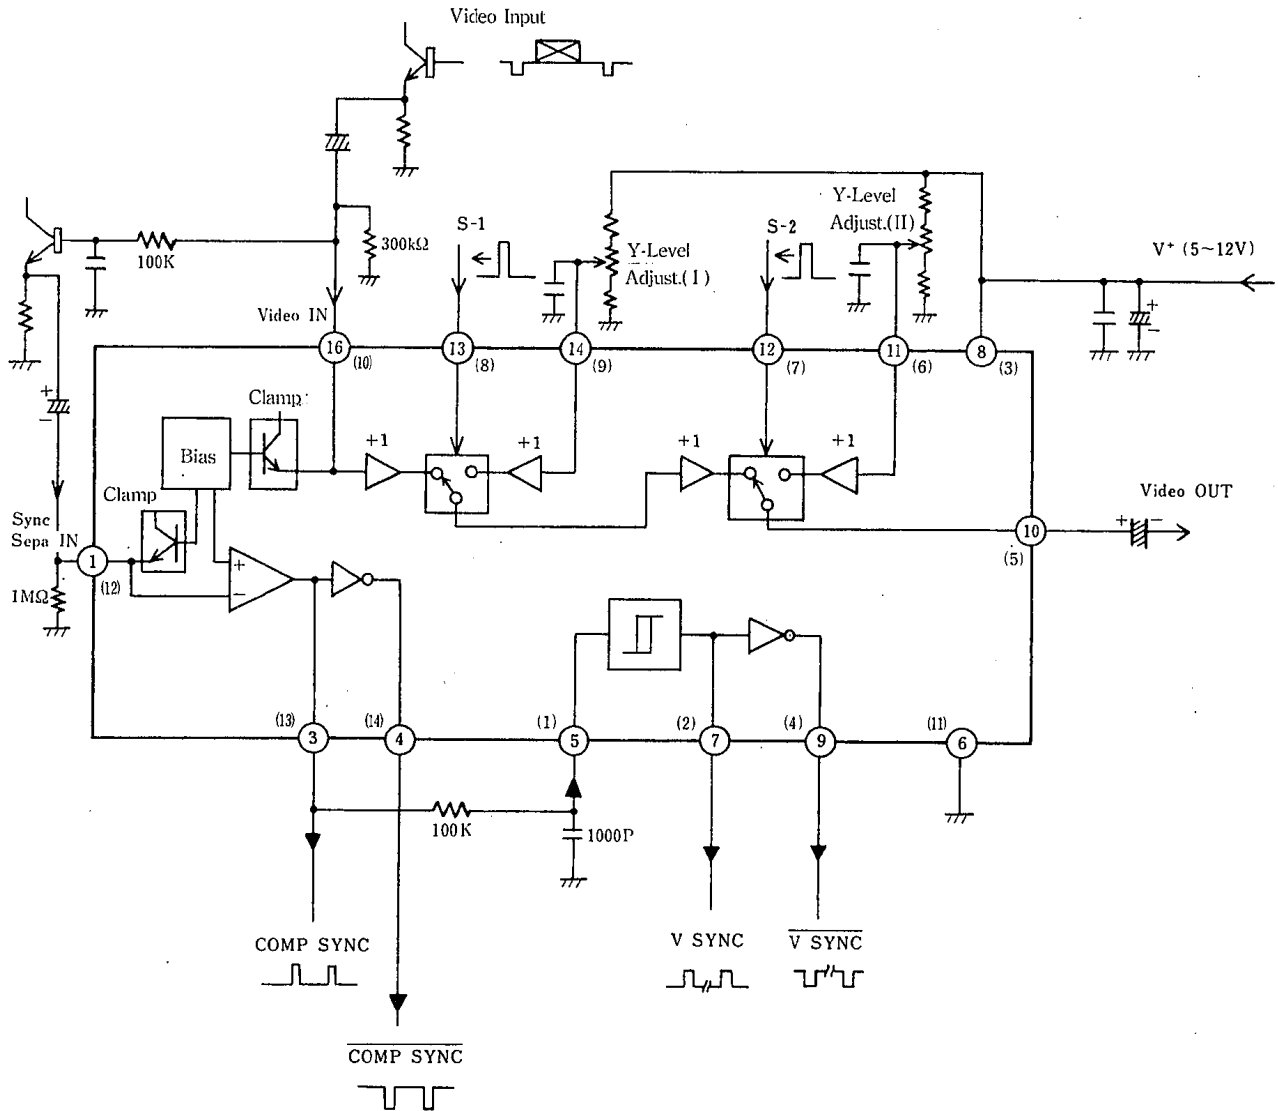 Video Input
Y-Level
Adjust.(II)
S-1
S-2
300kΩ
100K
Y-Level
Adjust.(I)
V+ (5~12V)
+
-
Video IN
16
13
14
12
11
8
(10)
(8)
(9)
(7)
(6)
(3)
+
-
Clamp
+1
+1
+1
+1
Bias
Clamp
Video OUT
+ -
Sync
Sepa IN
1
(12)
10
(5)
+
-
1MΩ
(13)
(14)
(1)
(2)
(4)
(11)
3
4
5
7
9
6
100K
1000P
COMP SYNC
V SYNC
V SYNC
COMP SYNC